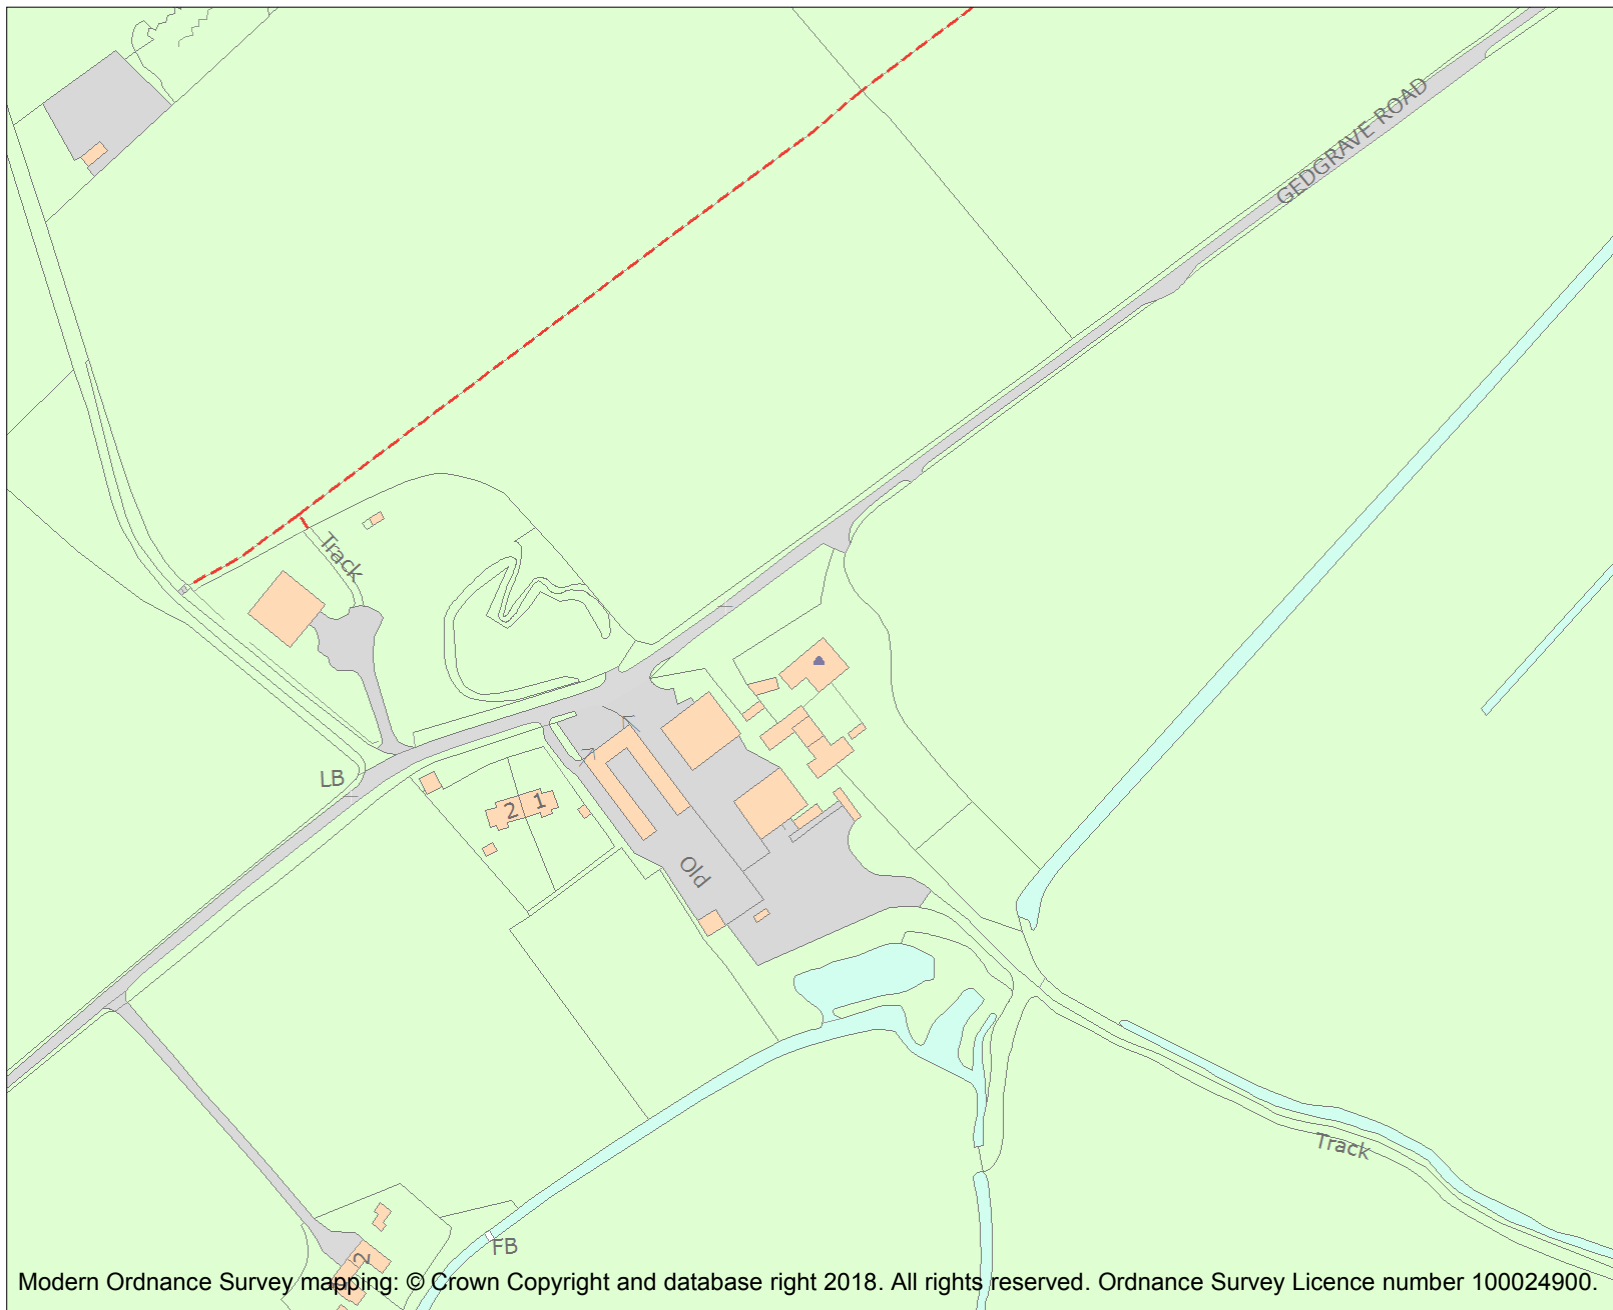 GEDGRAVE ROAD
Track
LB
2 1
Old
Track
FB
2
Modern Ordnance Survey mapping: © Crown Copyright and database right 2018. All rights reserved. Ordnance Survey Licence number 100024900.